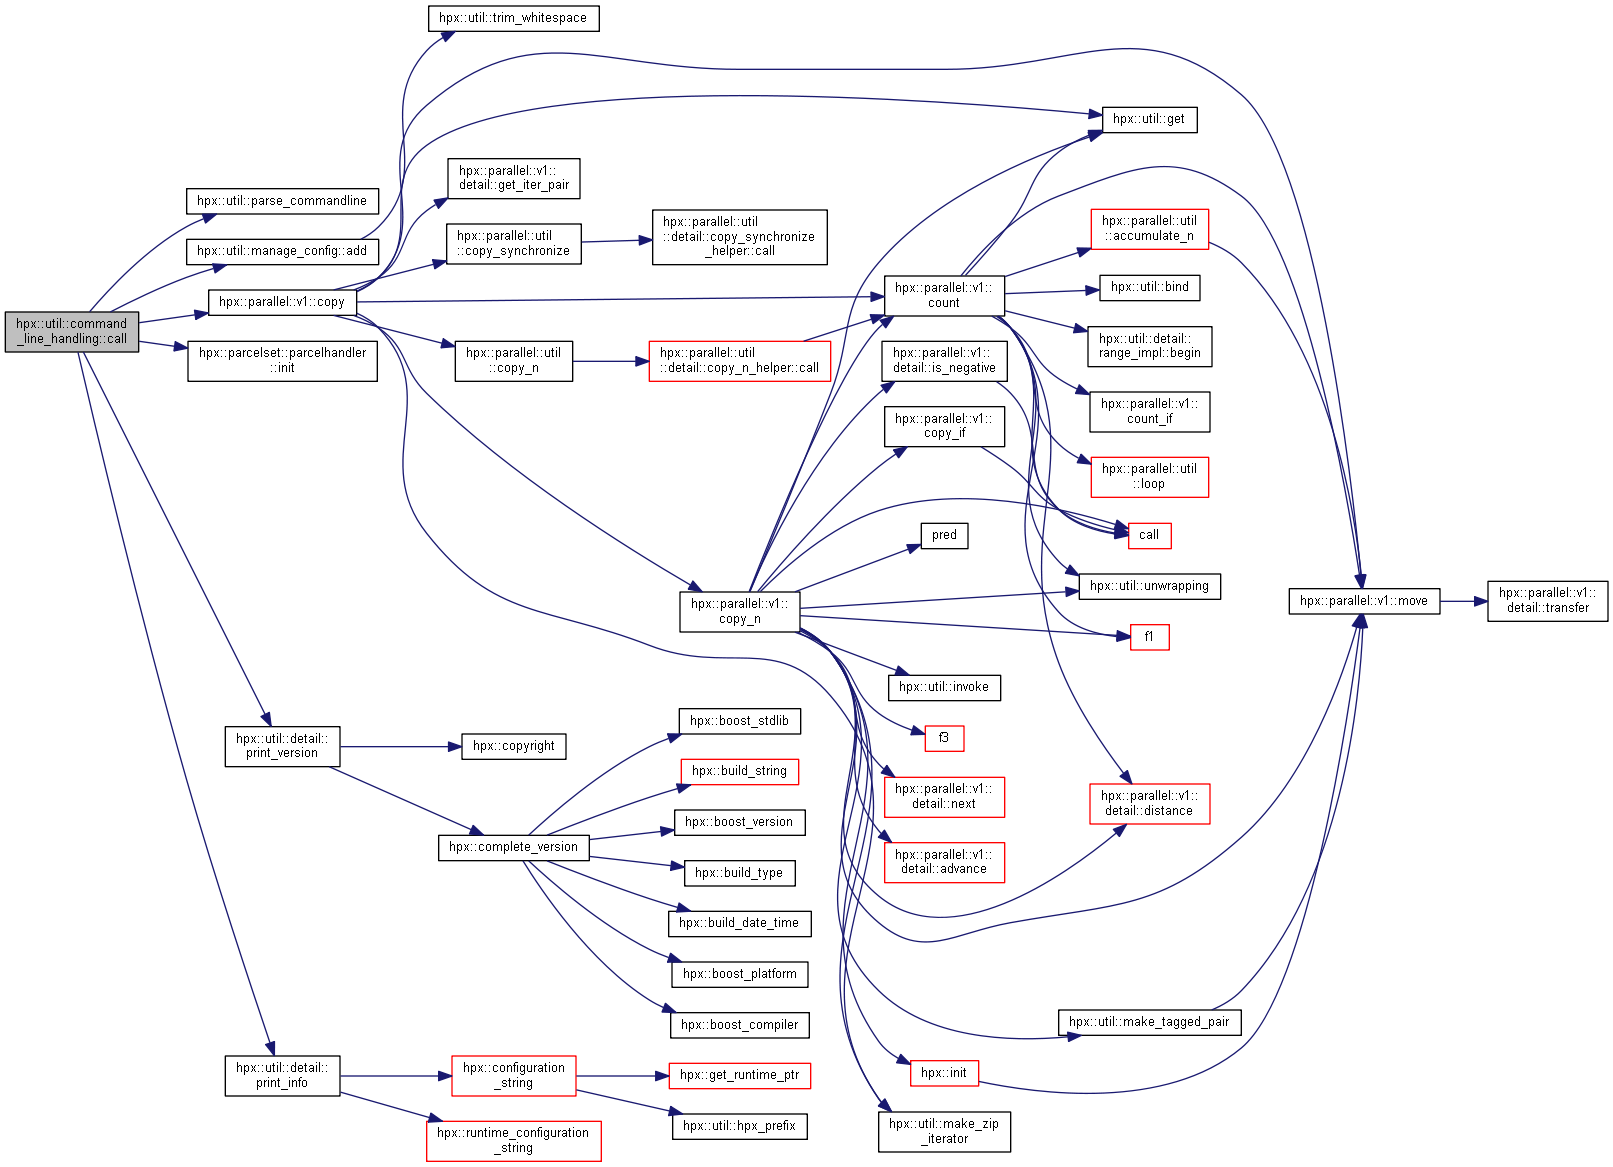 hpx::util::trim_whitespace
hpx::util::get
hpx::parallel::v1::
detail::get_iter_pair
hpx::util::parse_commandline
hpx::util::manage_config::add
hpx::parallel::util
::copy_synchronize
hpx::parallel::util
::detail::copy_synchronize
_helper::call
hpx::parallel::util
::accumulate_n
hpx::parallel::v1::copy
hpx::parallel::v1::
count
hpx::util::bind
hpx::util::command
_line_handling::call
hpx::parcelset::parcelhandler
::init
hpx::parallel::util
::copy_n
hpx::parallel::util
::detail::copy_n_helper::call
hpx::parallel::v1::
detail::is_negative
hpx::util::detail::
range_impl::begin
hpx::parallel::v1::
copy_if
hpx::parallel::v1::
count_if
hpx::parallel::util
::loop
pred
call
hpx::parallel::v1::
copy_n
hpx::util::unwrapping
hpx::parallel::v1::move
hpx::parallel::v1::
detail::transfer
f1
hpx::util::invoke
hpx::util::detail::
print_version
hpx::copyright
hpx::boost_stdlib
f3
hpx::build_string
hpx::parallel::v1::
detail::next
hpx::parallel::v1::
detail::distance
hpx::boost_version
hpx::complete_version
hpx::build_type
hpx::parallel::v1::
detail::advance
hpx::build_date_time
hpx::boost_platform
hpx::boost_compiler
hpx::util::make_tagged_pair
hpx::util::detail::
print_info
hpx::configuration
_string
hpx::get_runtime_ptr
hpx::init
hpx::runtime_configuration
_string
hpx::util::hpx_prefix
hpx::util::make_zip
_iterator